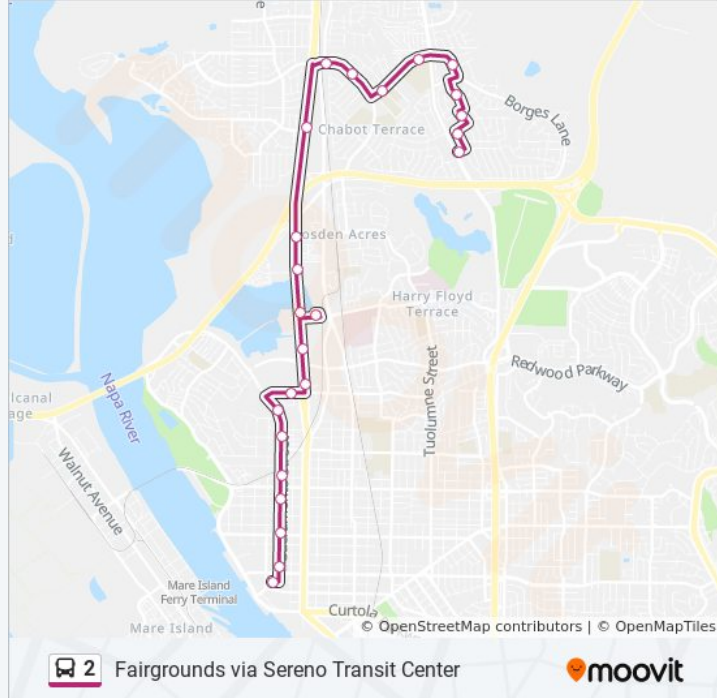 Borges Lane
Chabot Terrace
osden Acres
Harry Floyd
Terrace
Redwood Parkway
Tuolumne Street
Napa River
lcanal
age
Walnut Avenue
Mare Island
Ferry Terminal
Mare Island
Curtola
© OpenStreetMap contributors | © OpenMapTiles
2 Fairgrounds via Sereno Transit Center
moovit